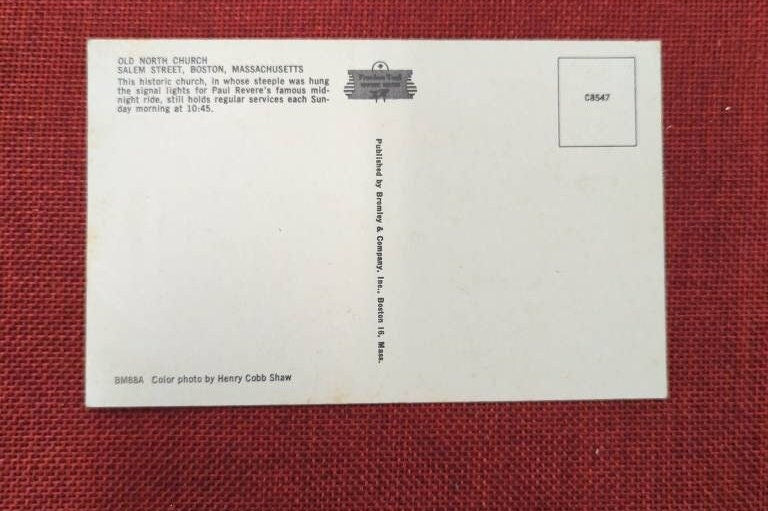 OLD NORTH CHURCH
SALEM STREET, BOSTON, MASSACHUSETTS
This historic church, in whose steeple was hung
the signal lights for Paul Revere's famous mid-
night ride, still holds regular services each Sun-
day morning at 10:45.
Freedom Trail
C8547
Published by Bromley & Company, Inc., Boston 16, Mass.
BM88A Color photo by Henry Cobb Shaw